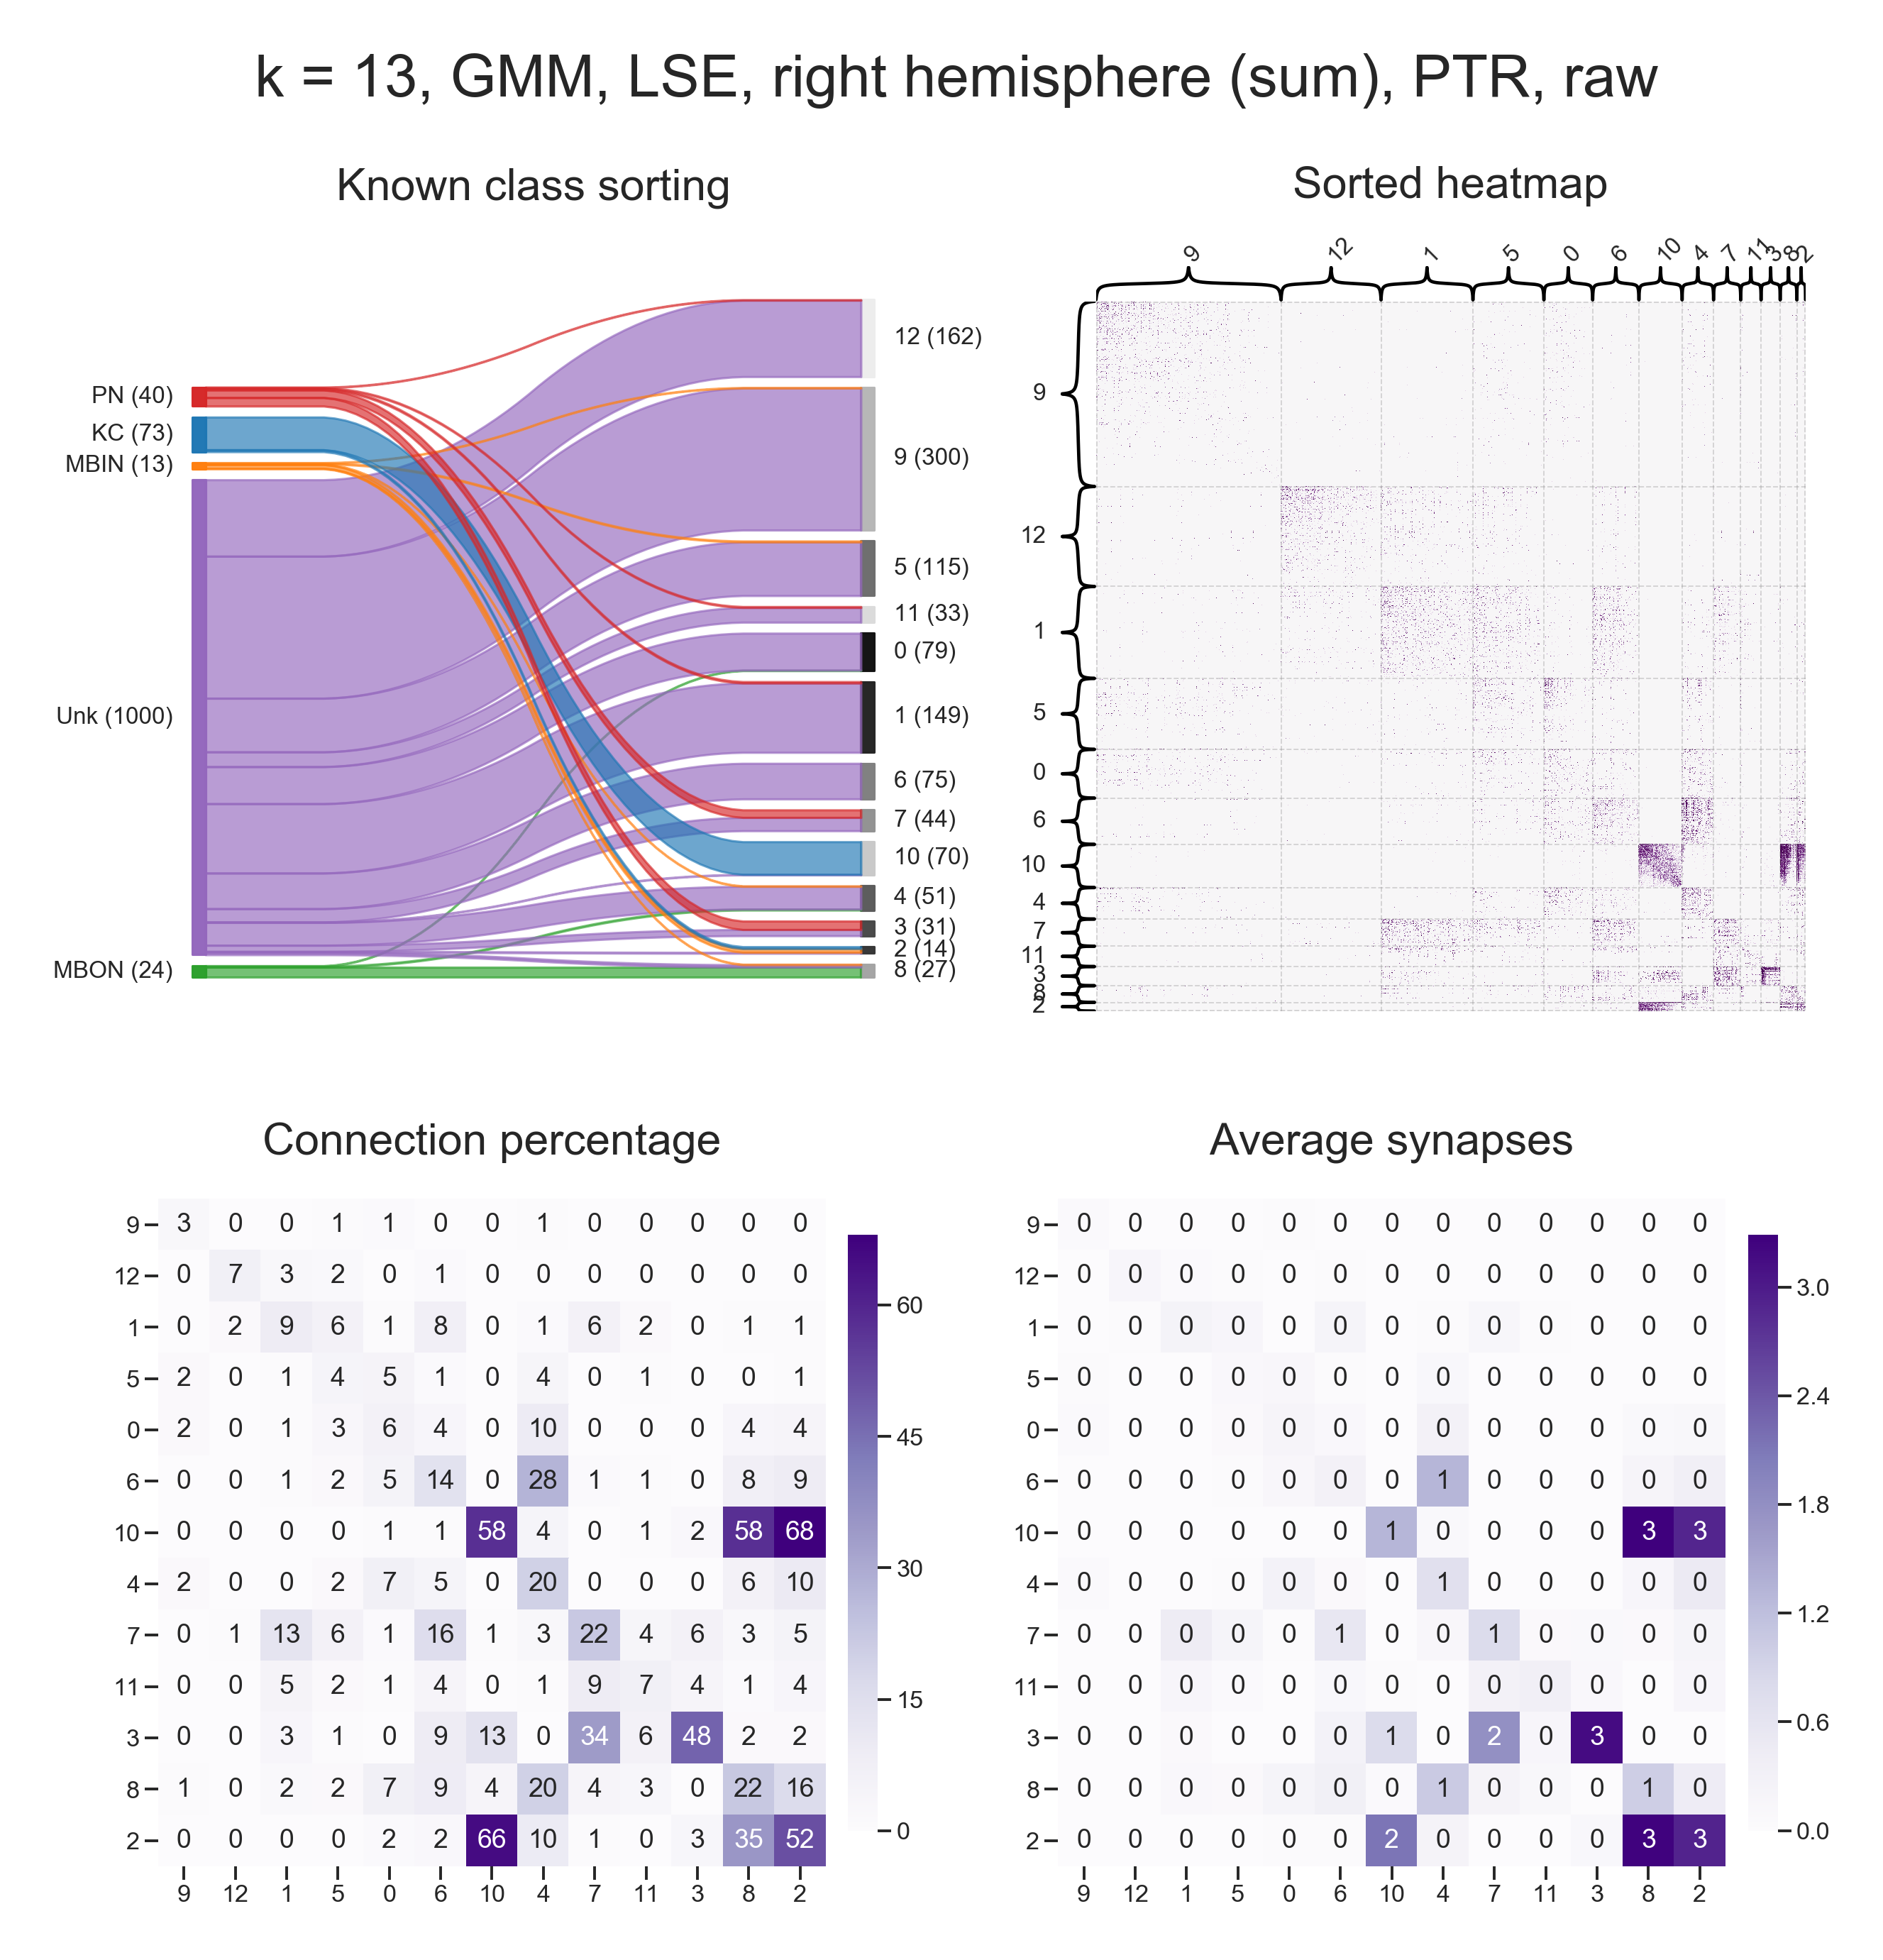 k = 13, GMM, LSE, right hemisphere (sum), PTR, raw
Known class sorting
PN (40)
KC (73)
MBIN (13)
Unk (1000)
MBON (24)
12 (162)
9 (300)
5 (115)
11 (33)
0 (79)
1 (149)
6 (75)
7 (44)
10 (70)
4 (51)
3 (31)
2 (14)
8 (27)
Sorted heatmap
9 12 1 5 0 6 10 4 7 11 3 8 2
9
12
1
5
0
6
10
4
7
11
3
8
2
Connection percentage
9 3 0 0 1 1 0 0 1 0 0 0 0 0
12 0 7 3 2 0 1 0 0 0 0 0 0 0
1 0 2 9 6 1 8 0 1 6 2 0 1 1
5 2 0 1 4 5 1 0 4 0 1 0 0 1
0 2 0 1 3 6 4 0 10 0 0 0 4 4
6 0 0 1 2 5 14 0 28 1 1 0 8 9
10 0 0 0 0 1 1 58 4 0 1 2 58 68
4 2 0 0 2 7 5 0 20 0 0 0 6 10
7 0 1 13 6 1 16 1 3 22 4 6 3 5
11 0 0 5 2 1 4 0 1 9 7 4 1 4
3 0 0 3 1 0 9 13 0 34 6 48 2 2
8 1 0 2 2 7 9 4 20 4 3 0 22 16
2 0 0 0 0 2 2 66 10 1 0 3 35 52
9 12 1 5 0 6 10 4 7 11 3 8 2
60
45
30
15
0
Average synapses
9 0 0 0 0 0 0 0 0 0 0 0 0 0
12 0 0 0 0 0 0 0 0 0 0 0 0 0
1 0 0 0 0 0 0 0 0 0 0 0 0 0
5 0 0 0 0 0 0 0 0 0 0 0 0 0
0 0 0 0 0 0 0 0 0 0 0 0 0 0
6 0 0 0 0 0 0 0 1 0 0 0 0 0
10 0 0 0 0 0 0 1 0 0 0 0 3 3
4 0 0 0 0 0 0 0 1 0 0 0 0 0
7 0 0 0 0 0 1 0 0 1 0 0 0 0
11 0 0 0 0 0 0 0 0 0 0 0 0 0
3 0 0 0 0 0 0 1 0 2 0 3 0 0
8 0 0 0 0 0 0 0 1 0 0 0 1 0
2 0 0 0 0 0 0 2 0 0 0 0 3 3
9 12 1 5 0 6 10 4 7 11 3 8 2
3.0
2.4
1.8
1.2
0.6
0.0